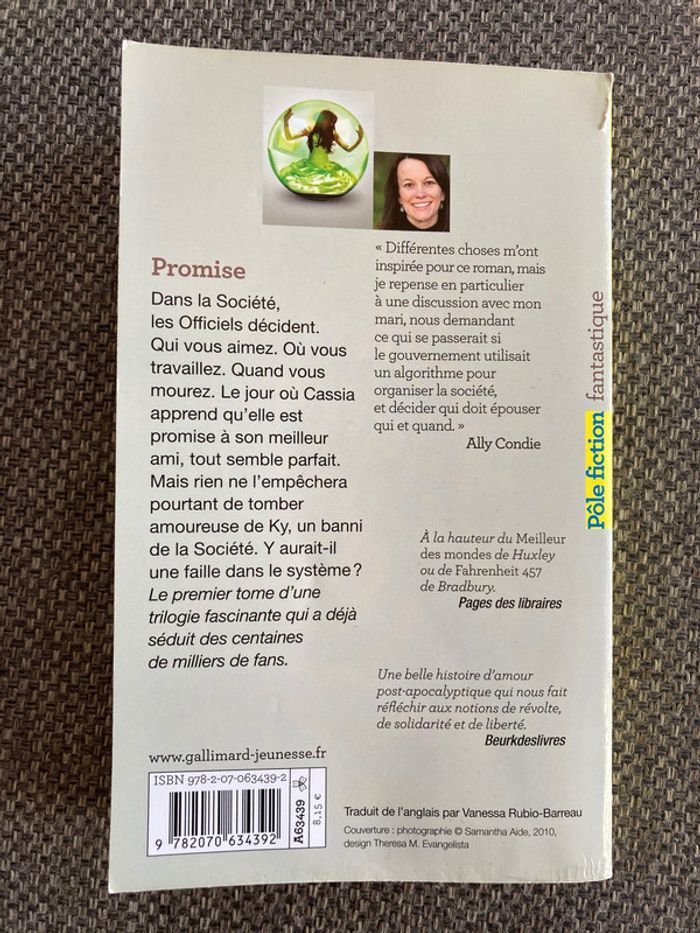 Promise
Dans la Société,
les Officiels décident.
Qui vous aimez. Où vous
travaillez. Quand vous
mourez. Le jour où Cassia
apprend qu'elle est
promise à son meilleur
ami, tout semble parfait.
Mais rien ne l'empêchera
pourtant de tomber
amoureuse de Ky, un banni
de la Société. Y aurait-il
une faille dans le système ?
Le premier tome d'une
trilogie fascinante qui a déjà
séduit des centaines
de milliers de fans.
« Différentes choses m'ont
inspirée pour ce roman, mais
je repense en particulier
à une discussion avec mon
mari, nous demandant
ce qui se passerait si
le gouvernement utilisait
un algorithme pour
organiser la société,
et décider qui doit épouser
qui et quand. »
Ally Condie
À la hauteur du Meilleur
des mondes de Huxley
ou de Fahrenheit 457
de Bradbury.
Pages des libraires
Une belle histoire d'amour
post-apocalyptique qui nous fait
réfléchir aux notions de révolte,
de solidarité et de liberté.
Beurkdeslivres
Pôle fiction fantastique
www.gallimard-jeunesse.fr
ISBN 978-2-07-063439-2
9 782070 634392
A63439
8,15 €
Traduit de l'anglais par Vanessa Rubio-Barreau
Couverture : photographie © Samantha Aide, 2010,
design Theresa M. Evangelista